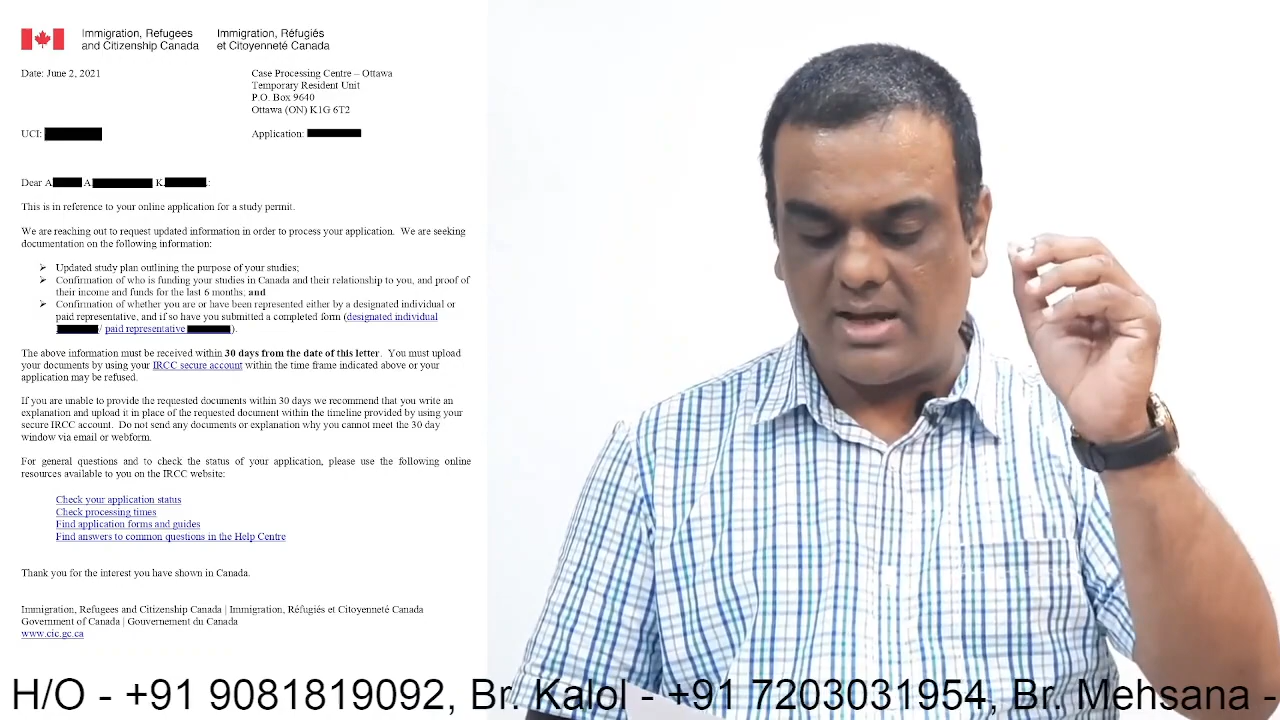 Immigration, Refugees
and Citizenship Canada
Immigration, Réfugiés
et Citoyenneté Canada
Date: June 2, 2021
Case Processing Centre – Ottawa
Temporary Resident Unit
P.O. Box 9640
Ottawa (ON) K1G 6T2
UCI:
Application:
Dear A A K :
This is in reference to your online application for a study permit.
We are reaching out to request updated information in order to process your application. We are seeking
documentation on the following information:
➢ Updated study plan outlining the purpose of your studies;
➢ Confirmation of who is funding your studies in Canada and their relationship to you, and proof of
their income and funds for the last 6 months; and
➢ Confirmation of whether you are or have been represented either by a designated individual or
paid representative, and if so have you submitted a completed form (designated individual
/ paid representative ).
The above information must be received within 30 days from the date of this letter. You must upload
your documents by using your IRCC secure account within the time frame indicated above or your
application may be refused.
If you are unable to provide the requested documents within 30 days we recommend that you write an
explanation and upload it in place of the requested document within the timeline provided by using your
secure IRCC account. Do not send any documents or explanation why you cannot meet the 30 day
window via email or webform.
For general questions and to check the status of your application, please use the following online
resources available to you on the IRCC website:
Check your application status
Check processing times
Find application forms and guides
Find answers to common questions in the Help Centre
Thank you for the interest you have shown in Canada.
Immigration, Refugees and Citizenship Canada | Immigration, Réfugiés et Citoyenneté Canada
Government of Canada | Gouvernement du Canada
www.cic.gc.ca
H/O - +91 9081819092, Br. Kalol - +91 7203031954, Br. Mehsana -